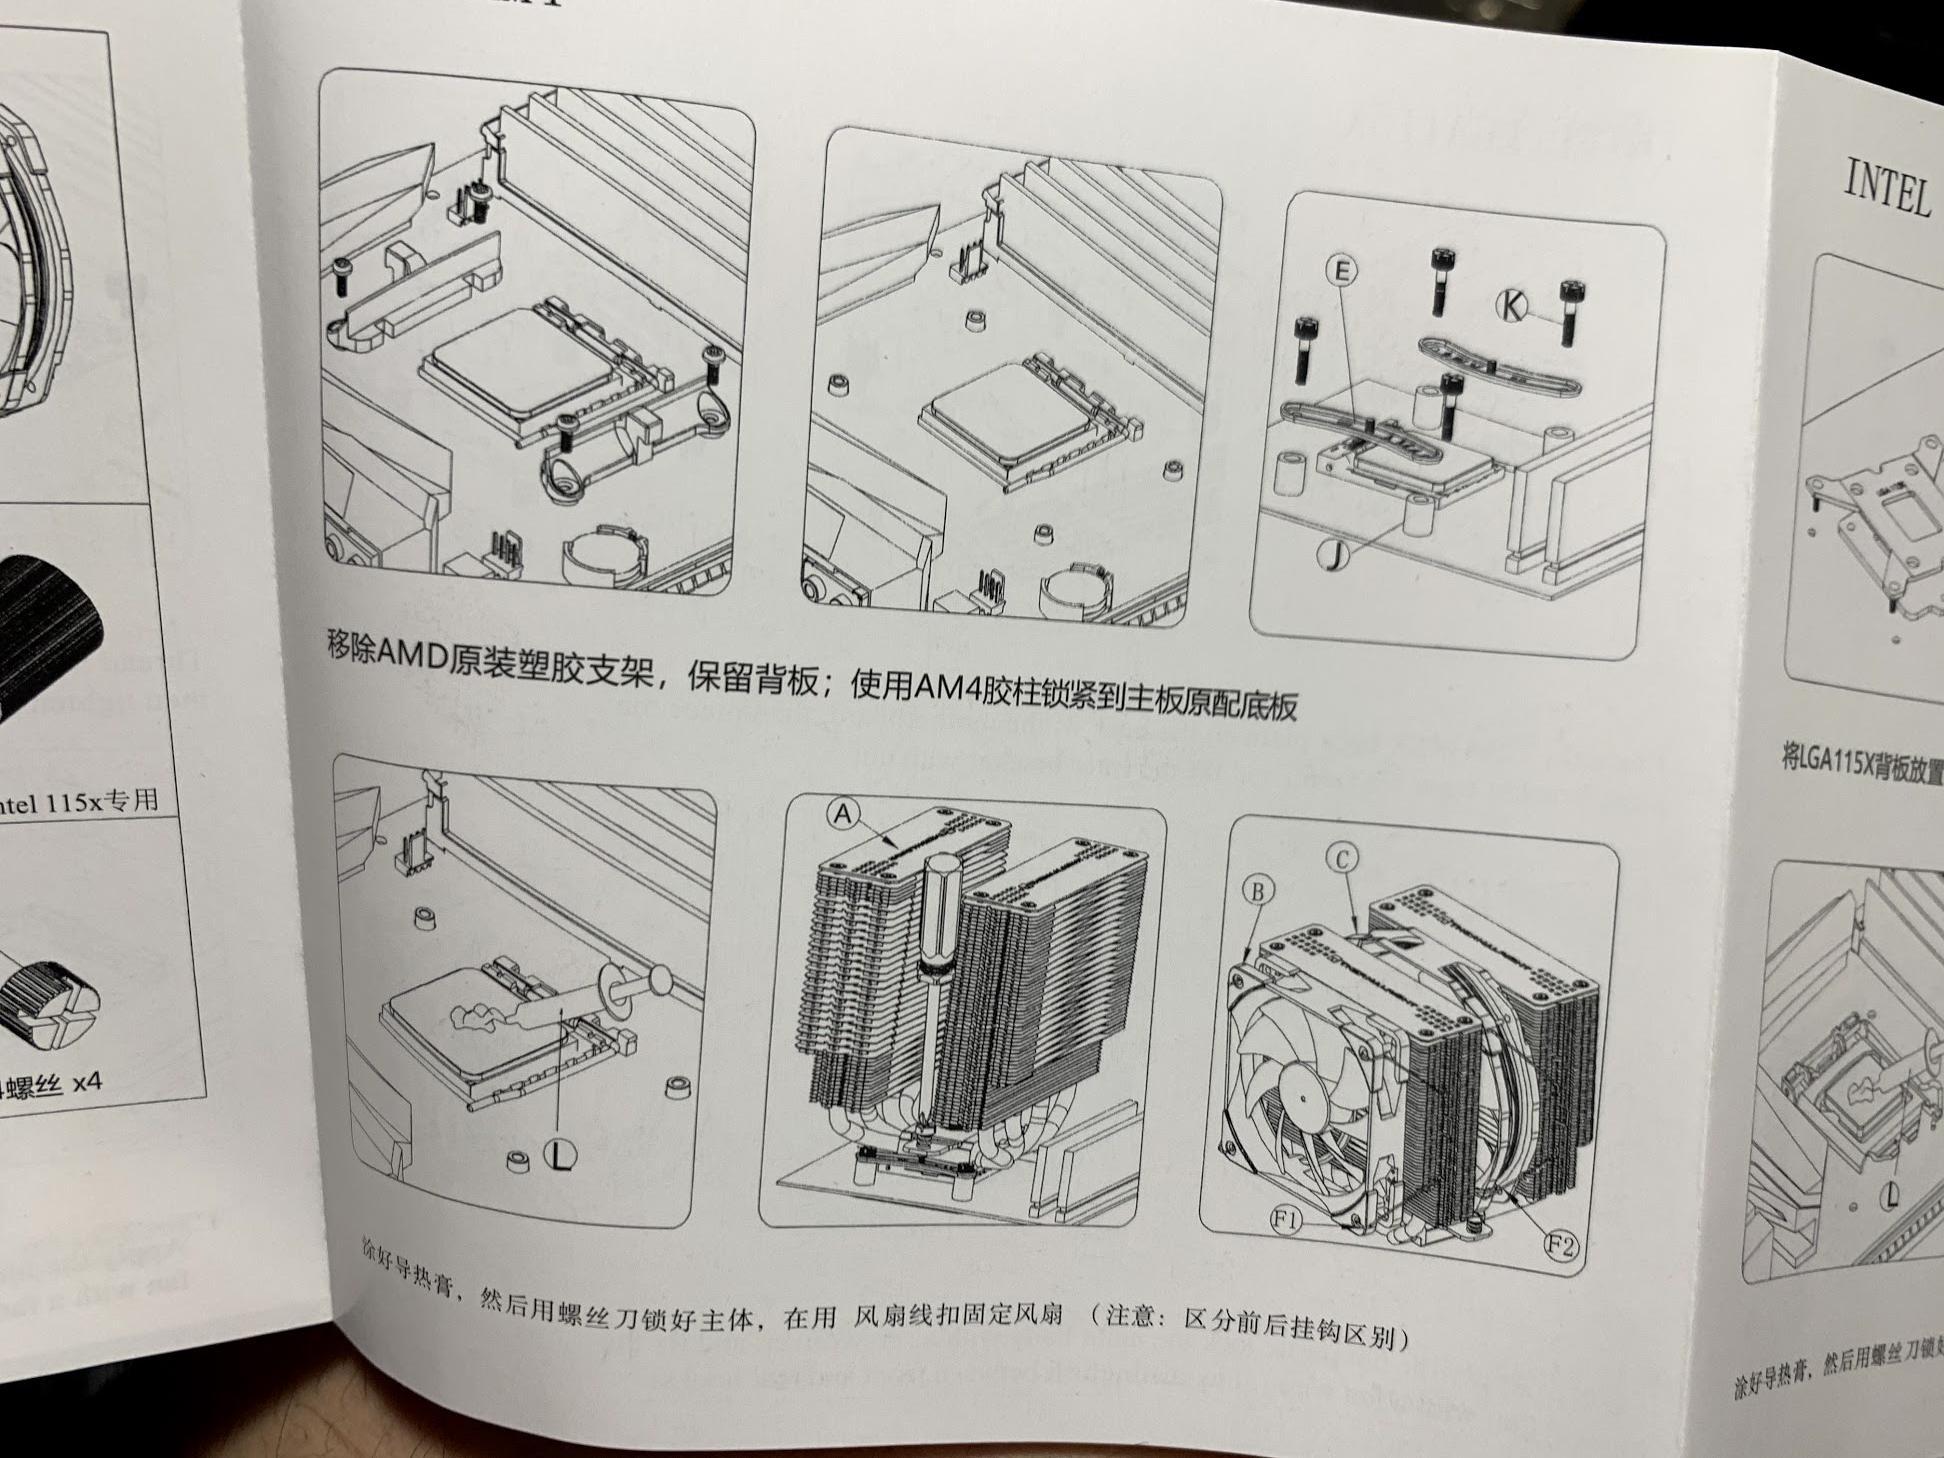 INTEL
E
K
J
移除AMD原装塑胶支架，保留背板；使用AM4胶柱锁紧到主板原配底板
将LGA115X背板放置
ntel 115x专用
螺丝 x4
A
B
C
L
F1
F2
L
涂好导热膏，然后用螺丝刀锁好主体，在用 风扇线扣固定风扇 （注意：区分前后挂钩区别）
涂好导热膏，然后用螺丝刀锁